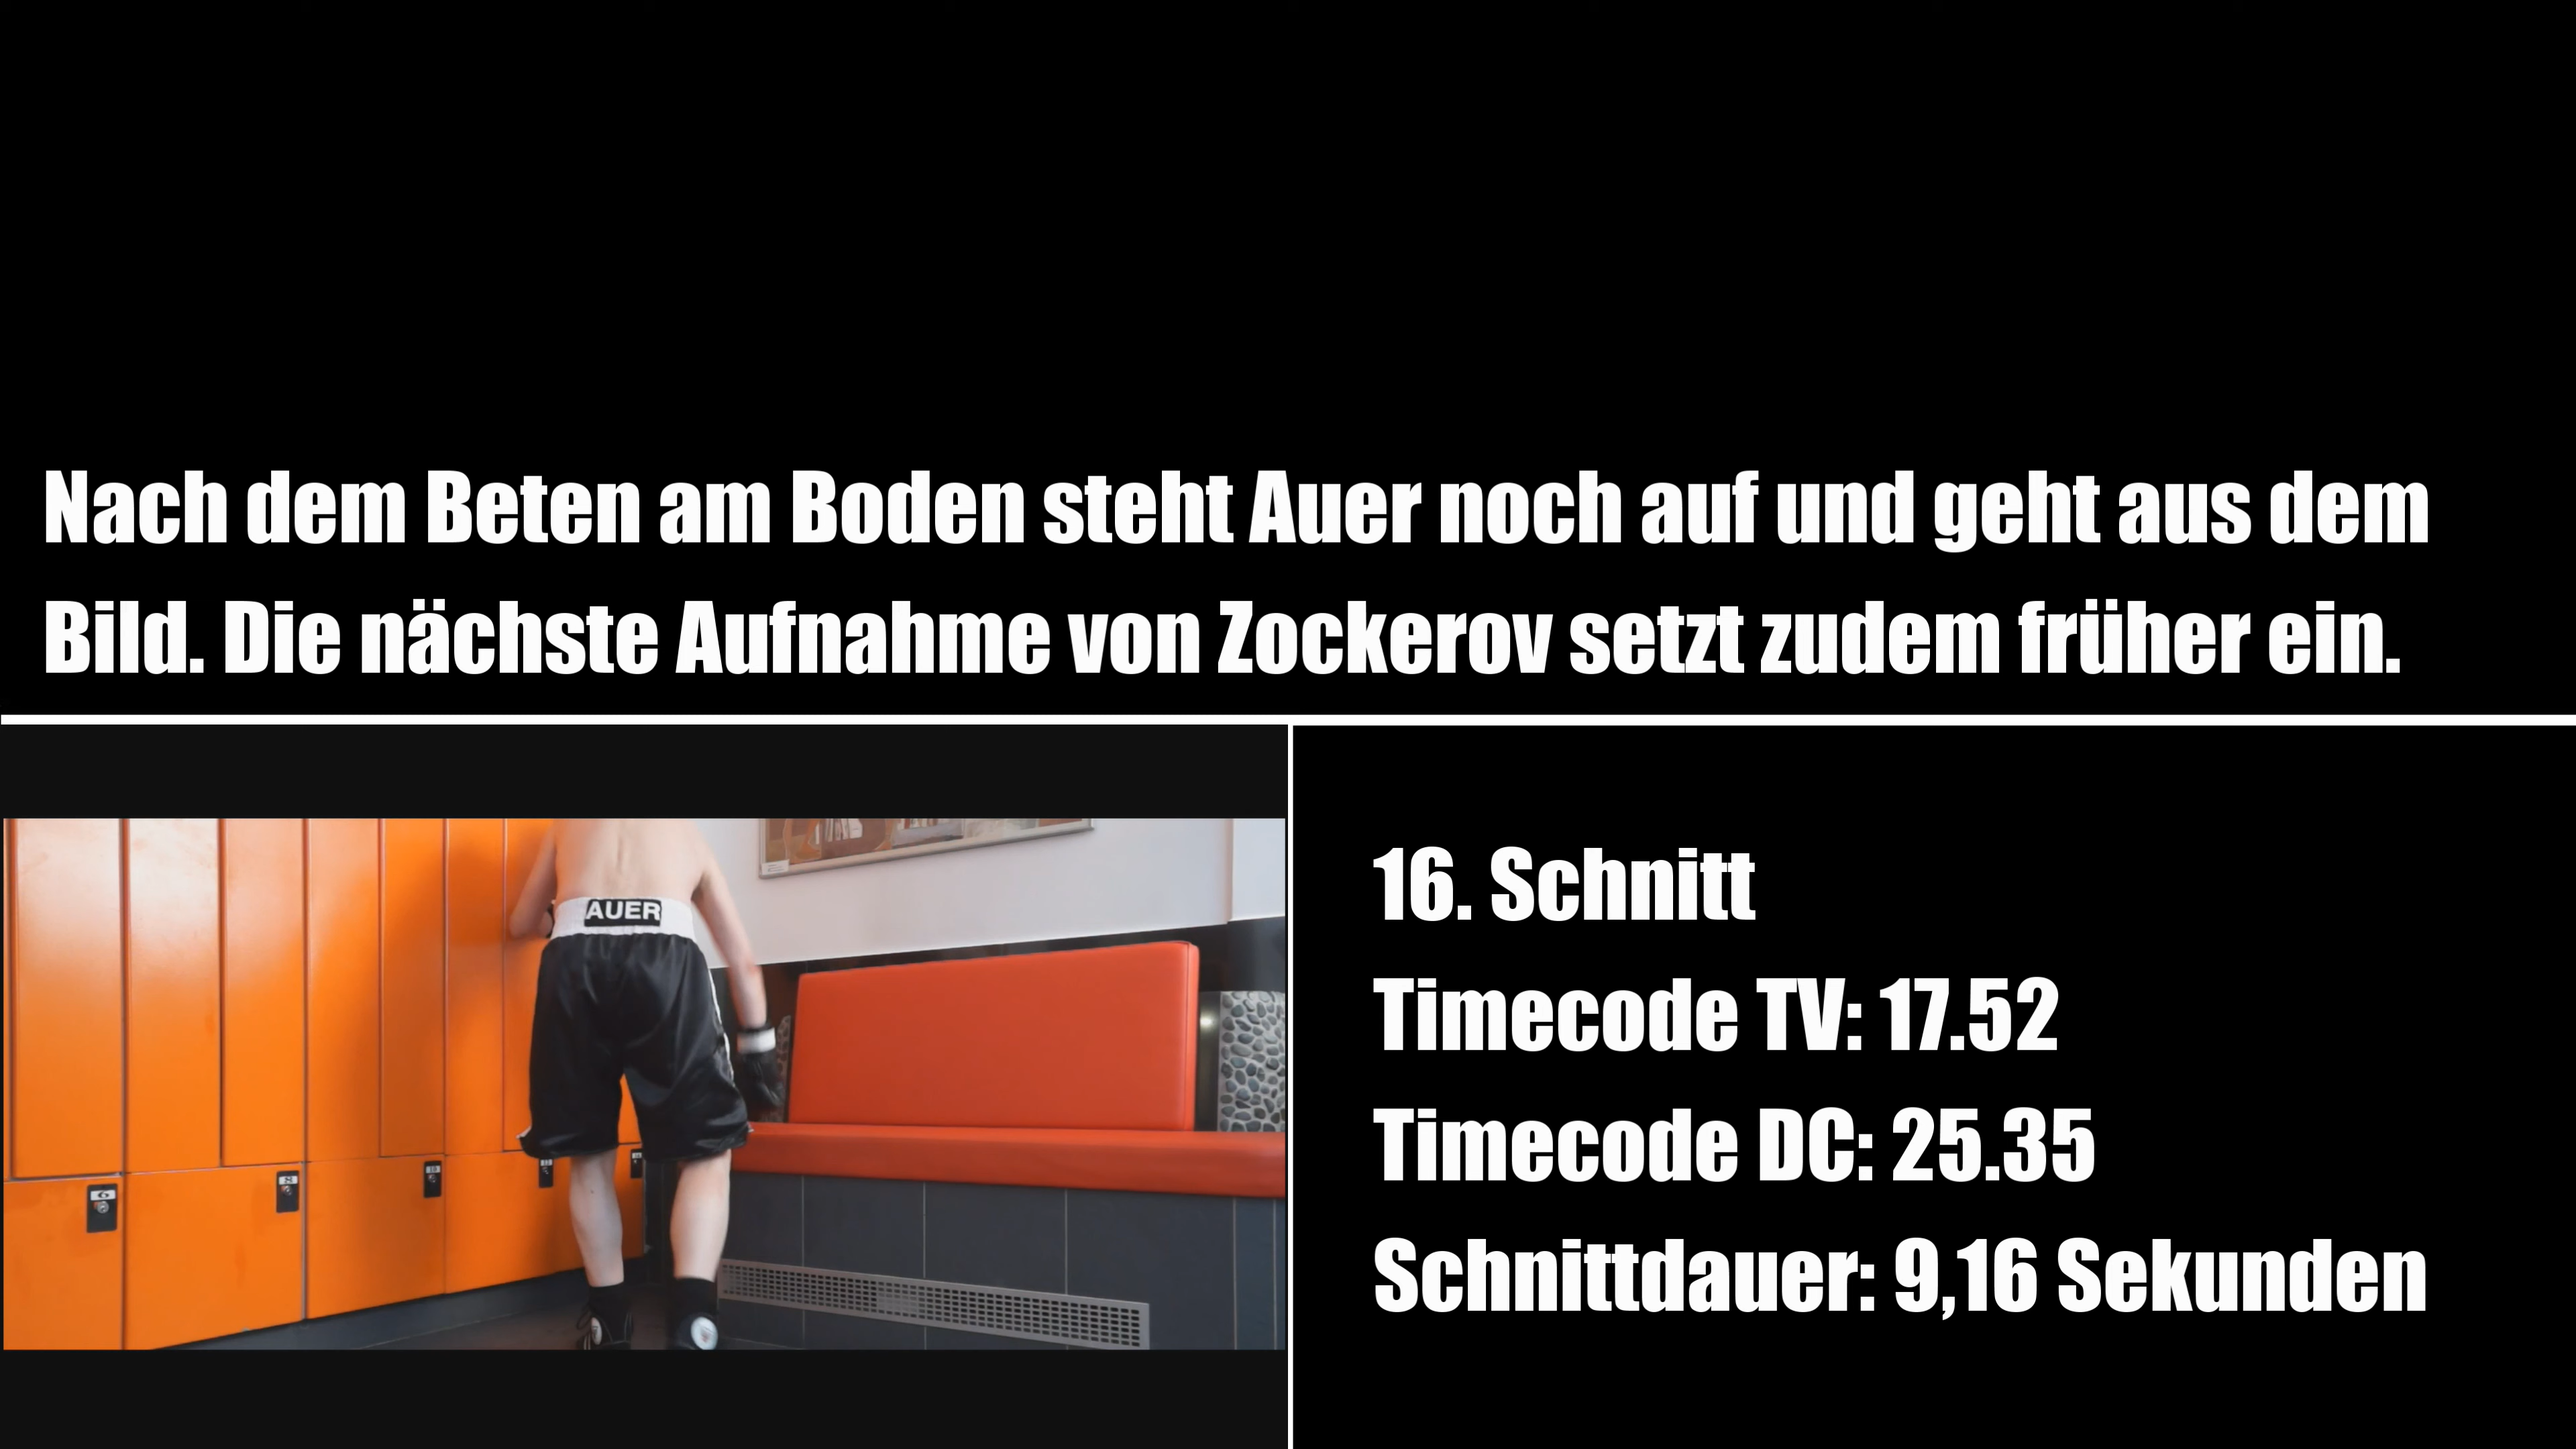 Nach dem Beten am Boden steht Auer noch auf und geht aus dem
Bild. Die nächste Aufnahme von Zockerov setzt zudem früher ein.
AUER
16. Schnitt
Timecode TV: 17.52
Timecode DC: 25.35
Schnittdauer: 9,16 Sekunden